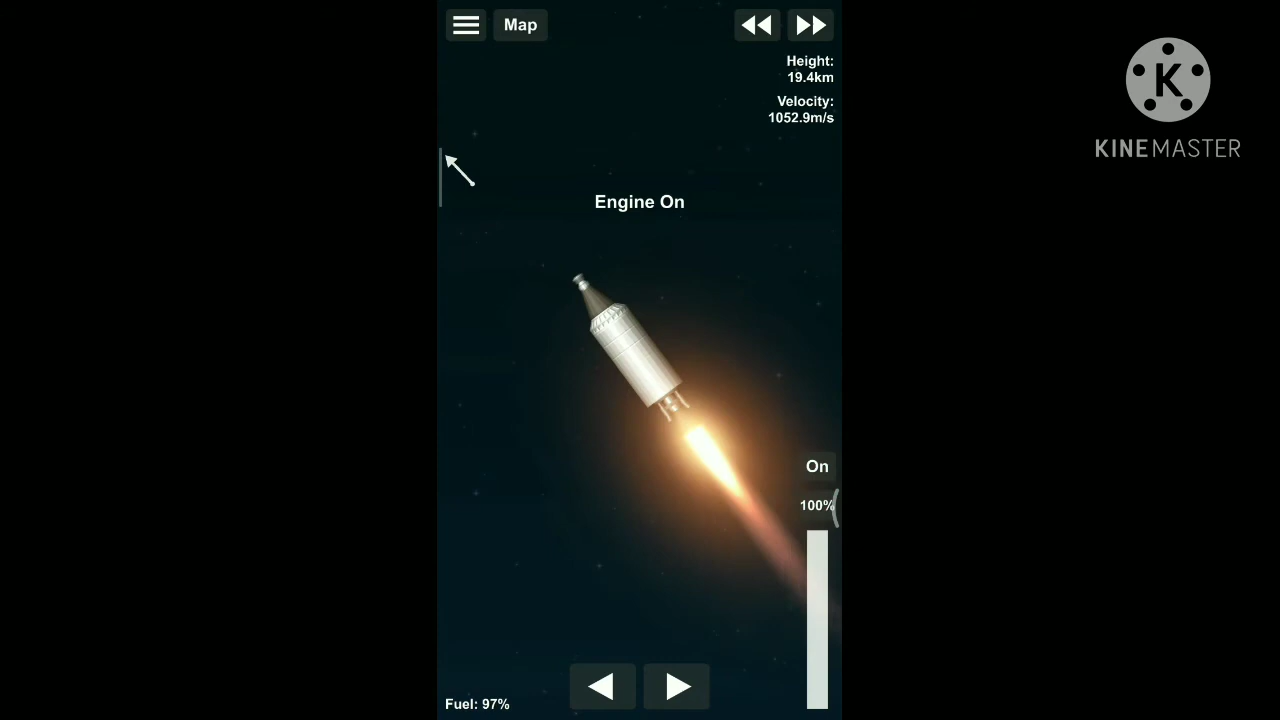 Map
Height:
19.4km
Velocity:
1052.9m/s
K
KINEMASTER
Engine On
On
100%
Fuel: 97%